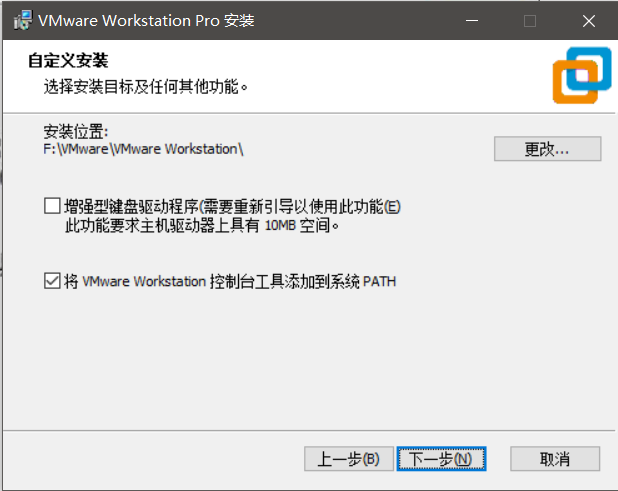 VMware Workstation Pro 安装
自定义安装
选择安装目标及任何其他功能。
安装位置:
F:\VMware\VMware Workstation\
更改...
增强型键盘驱动程序(需要重新引导以使用此功能(E)
此功能要求主机驱动器上具有 10MB 空间。
将 VMware Workstation 控制台工具添加到系统 PATH
上一步(B)
下一步(N)
取消